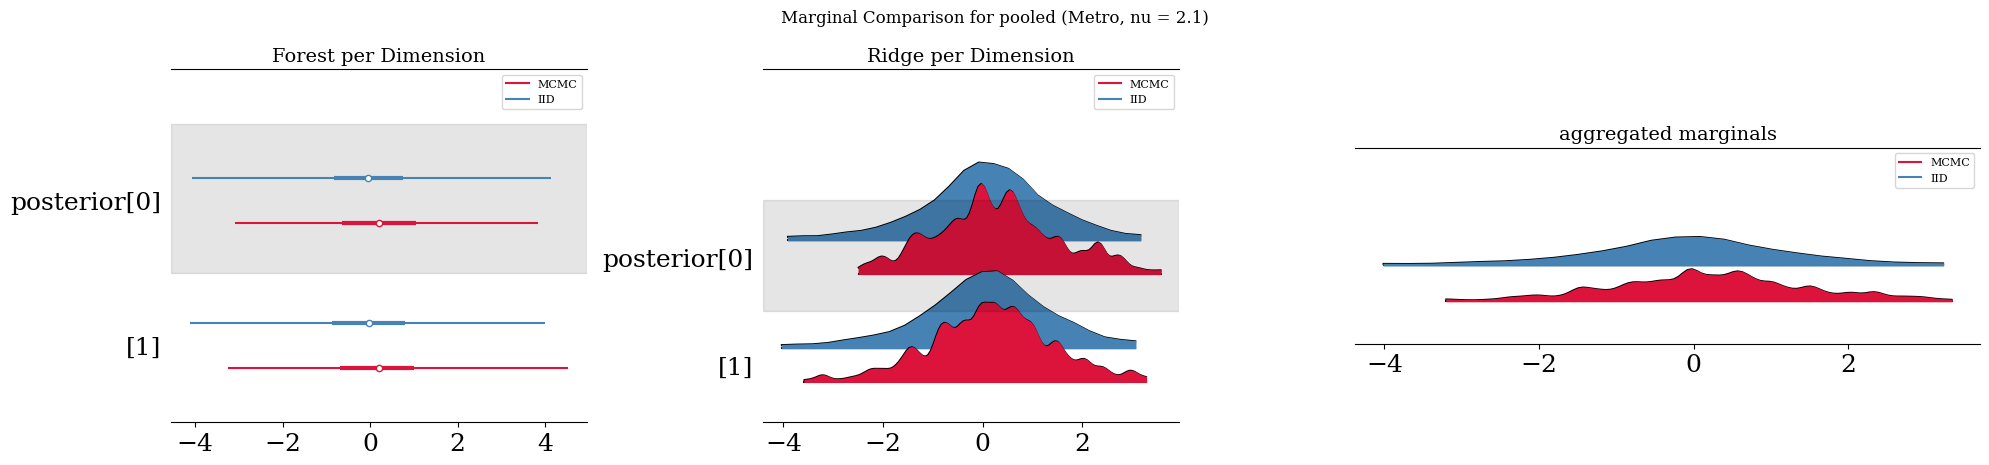 Marginal Comparison for pooled (Metro, nu = 2.1)
Forest per Dimension
MCMC
IID
posterior[0]
[1]
−4 −2 0 2 4
Ridge per Dimension
MCMC
IID
posterior[0]
[1]
−4 −2 0 2
aggregated marginals
MCMC
IID
−4 −2 0 2